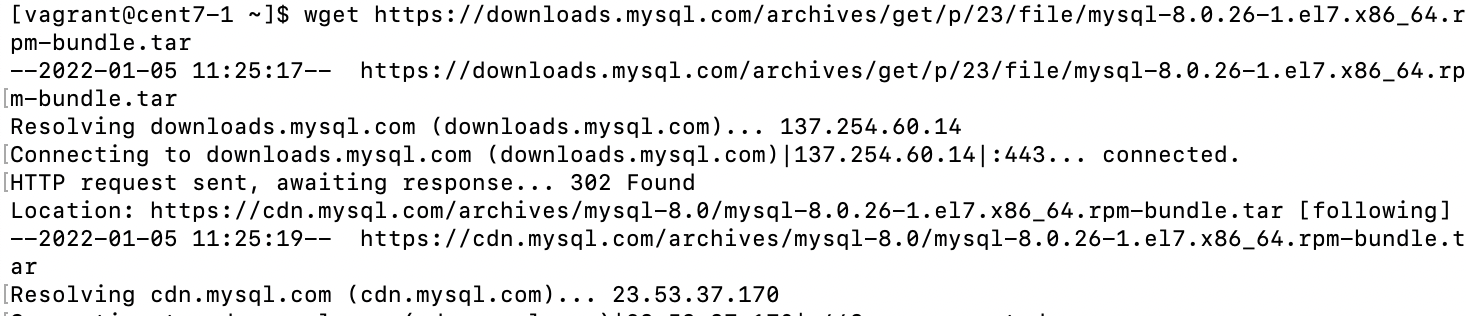 [vagrant@cent7-1 ~]$ wget https://downloads.mysql.com/archives/get/p/23/file/mysql-8.0.26-1.el7.x86_64.r
pm-bundle.tar
--2022-01-05 11:25:17--  https://downloads.mysql.com/archives/get/p/23/file/mysql-8.0.26-1.el7.x86_64.rp
[m-bundle.tar
Resolving downloads.mysql.com (downloads.mysql.com)... 137.254.60.14
[Connecting to downloads.mysql.com (downloads.mysql.com)|137.254.60.14|:443... connected.
[HTTP request sent, awaiting response... 302 Found
Location: https://cdn.mysql.com/archives/mysql-8.0/mysql-8.0.26-1.el7.x86_64.rpm-bundle.tar [following]
--2022-01-05 11:25:19--  https://cdn.mysql.com/archives/mysql-8.0/mysql-8.0.26-1.el7.x86_64.rpm-bundle.t
ar
[Resolving cdn.mysql.com (cdn.mysql.com)... 23.53.37.170